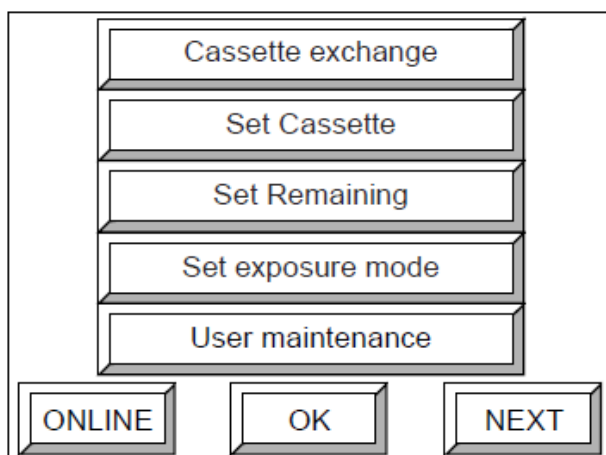 Cassette exchange
Set Cassette
Set Remaining
Set exposure mode
User maintenance
ONLINE OK NEXT